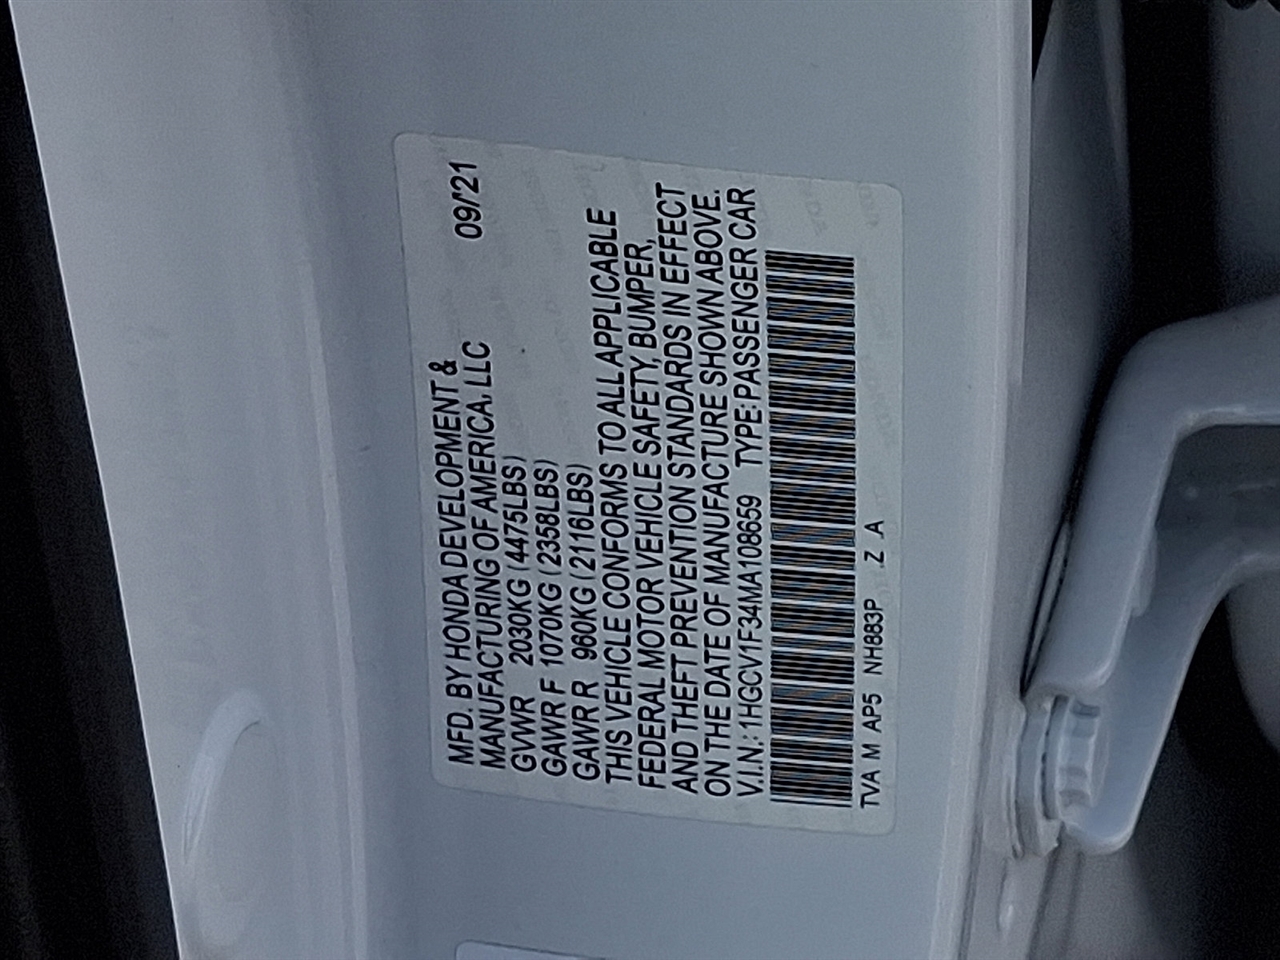 MFD. BY HONDA DEVELOPMENT &
MANUFACTURING OF AMERICA, LLC 09/21
GVWR 2030KG (4475LBS)
GAWR F 1070KG (2358LBS)
GAWR R 960KG (2116LBS)
THIS VEHICLE CONFORMS TO ALL APPLICABLE
FEDERAL MOTOR VEHICLE SAFETY, BUMPER,
AND THEFT PREVENTION STANDARDS IN EFFECT
ON THE DATE OF MANUFACTURE SHOWN ABOVE.
V.I.N.: 1HGCV1F34MA108659 TYPE: PASSENGER CAR
TVA M AP5 NH883P Z A